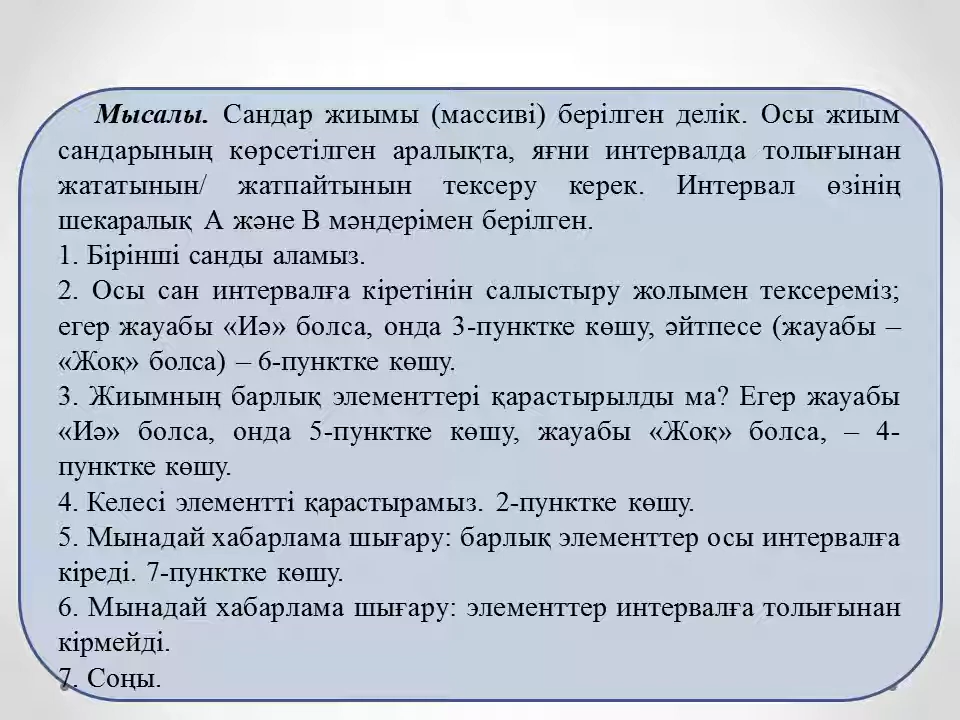 Мысалы. Сандар жиымы (массиві) берілген делік. Осы жиым
сандарының көрсетілген аралықта, яғни интервалда толығынан
жататынын/ жатпайтынын тексеру керек. Интервал өзінің
шекаралық А және В мәндерімен берілген.
1. Бірінші санды аламыз.
2. Осы сан интервалға кіретінін салыстыру жолымен тексереміз;
егер жауабы «Иә» болса, онда 3-пунктке көшу, әйтпесе (жауабы –
«Жоқ» болса) – 6-пунктке көшу.
3. Жиымның барлық элементтері қарастырылды ма? Егер жауабы
«Иә» болса, онда 5-пунктке көшу, жауабы «Жоқ» болса, – 4-
пунктке көшу.
4. Келесі элементті қарастырамыз. 2-пунктке көшу.
5. Мынадай хабарлама шығару: барлық элементтер осы интервалға
кіреді. 7-пунктке көшу.
6. Мынадай хабарлама шығару: элементтер интервалға толығынан
кірмейді.
7. Соңы.